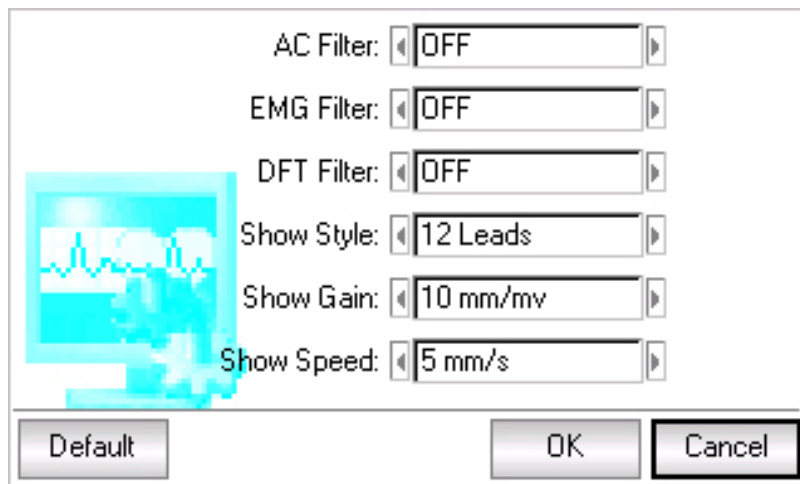 AC Filter: OFF
EMG Filter: OFF
DFT Filter: OFF
Show Style: 12 Leads
Show Gain: 10 mm/mv
Show Speed: 5 mm/s
Default OK Cancel